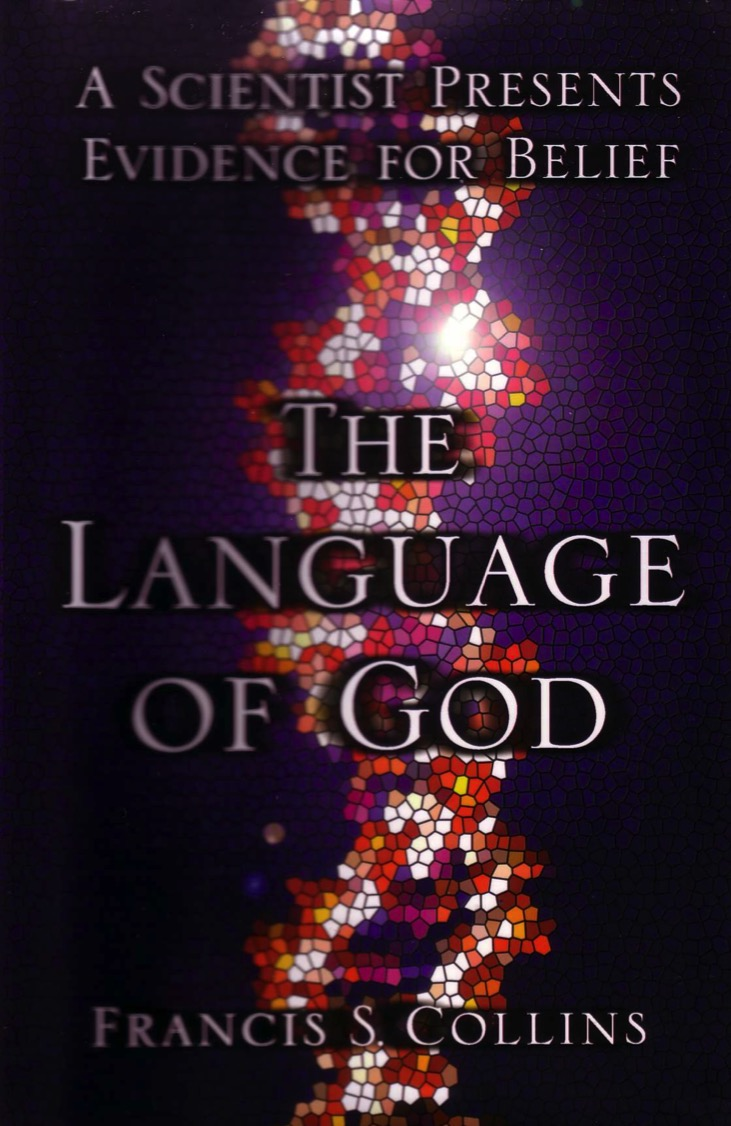 A Scientist Presents
Evidence for Belief
The
Language
of God
Francis S. Collins